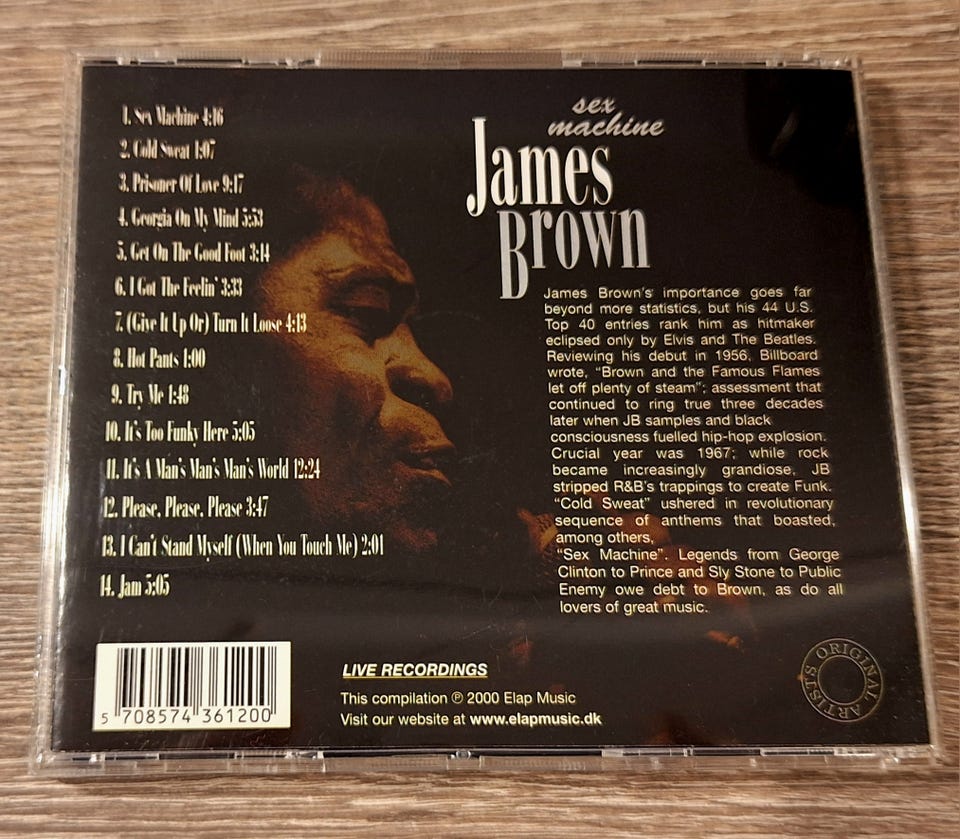 1. Sex Machine 4:16
2. Cold Sweat 1:07
3. Prisoner Of Love 9:17
4. Georgia On My Mind 5:53
5. Get On The Good Foot 3:14
6. I Got The Feelin' 3:33
7. (Give It Up Or) Turn It Loose 4:13
8. Hot Pants 1:00
9. Try Me 1:48
10. It's Too Funky Here 5:05
11. It's A Man's Man's Man's World 12:24
12. Please, Please, Please 3:47
13. I Can't Stand Myself (When You Touch Me) 2:01
14. Jam 5:05
sex
machine
James
Brown
James Brown's importance goes far
beyond more statistics, but his 44 U.S.
Top 40 entries rank him as hitmaker
eclipsed only by Elvis and The Beatles.
Reviewing his debut in 1956, Billboard
wrote, "Brown and the Famous Flames
let off plenty of steam"; assessment that
continued to ring true three decades
later when JB samples and black
consciousness fuelled hip-hop explosion.
Crucial year was 1967; while rock
became increasingly grandiose, JB
stripped R&B's trappings to create Funk.
"Cold Sweat" ushered in revolutionary
sequence of anthems that boasted,
among others,
"Sex Machine". Legends from George
Clinton to Prince and Sly Stone to Public
Enemy owe debt to Brown, as do all
lovers of great music.
5 708574 361200
LIVE RECORDINGS
This compilation ℗ 2000 Elap Music
Visit our website at www.elapmusic.dk
ORIGINAL ARTISTS